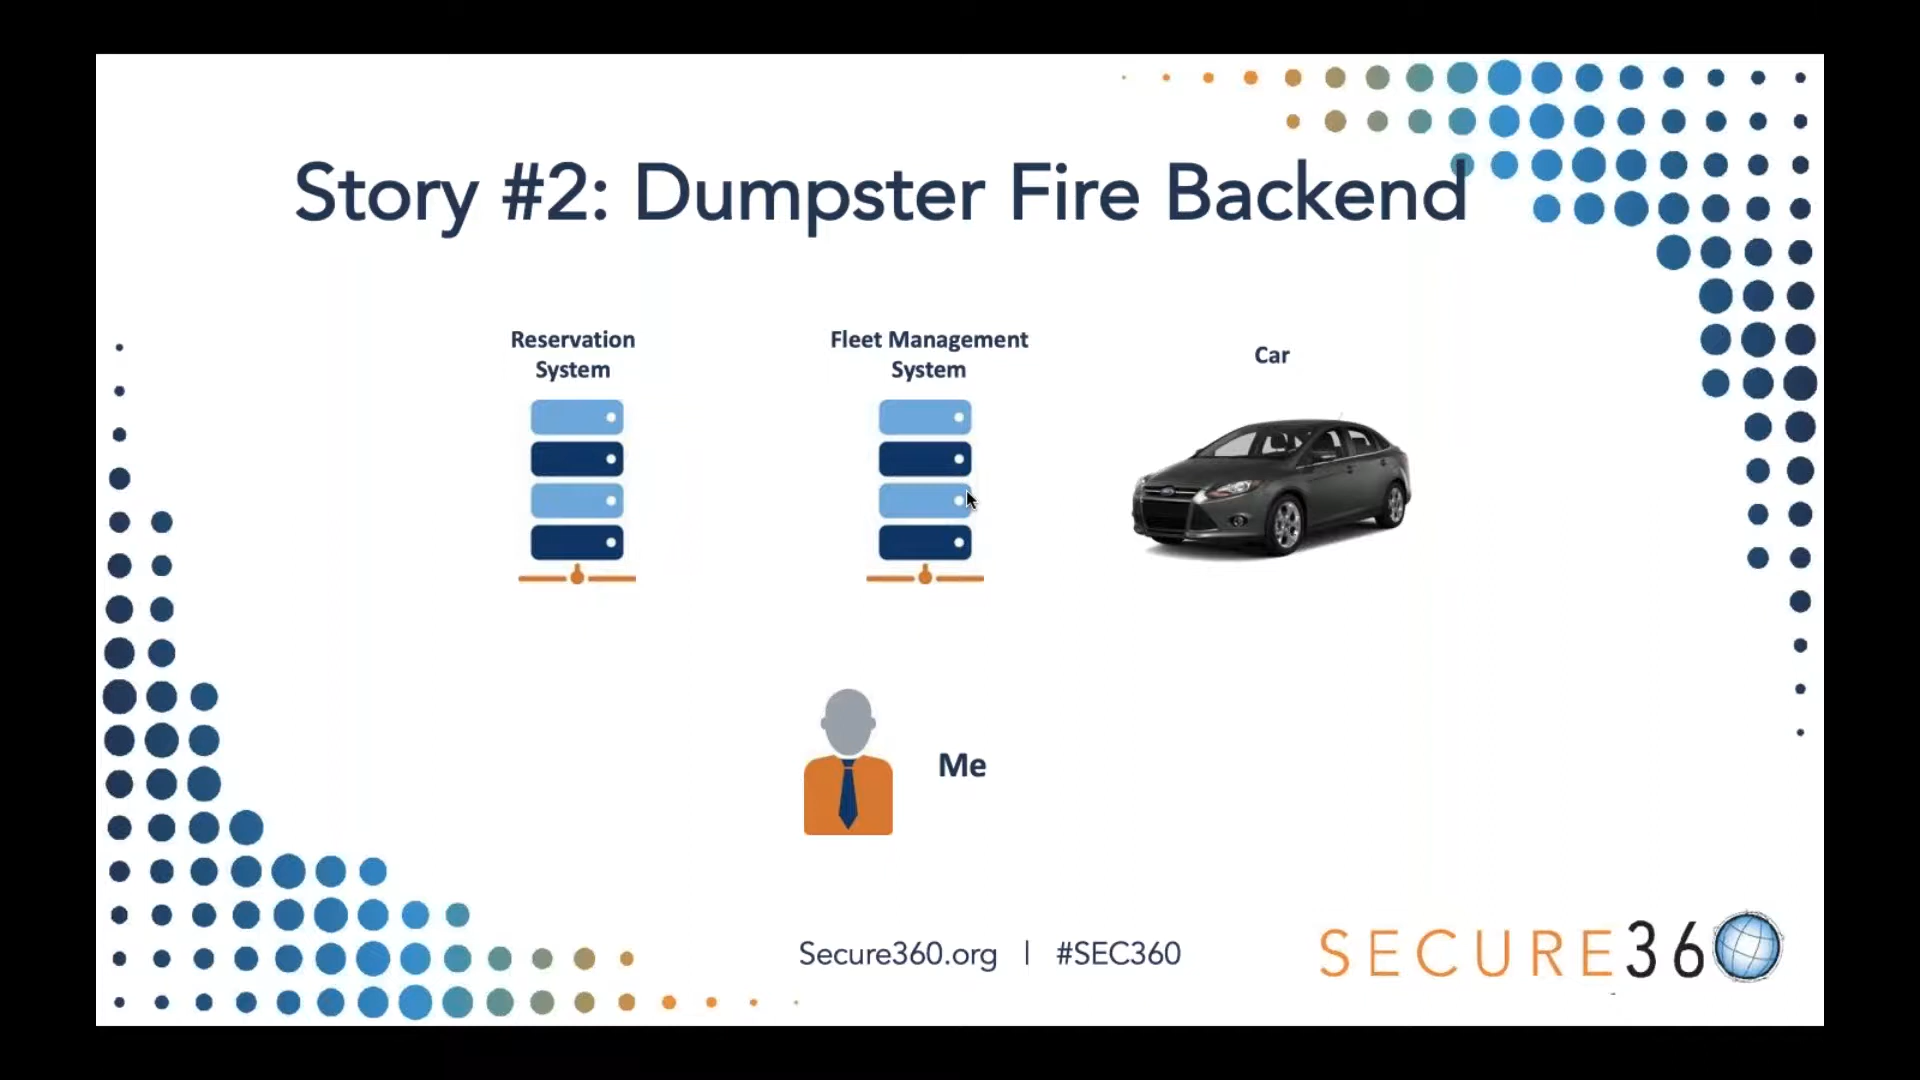 Story #2: Dumpster Fire Backend
Reservation
System
Fleet Management
System
Car
Me
Secure360.org | #SEC360
SECURE360